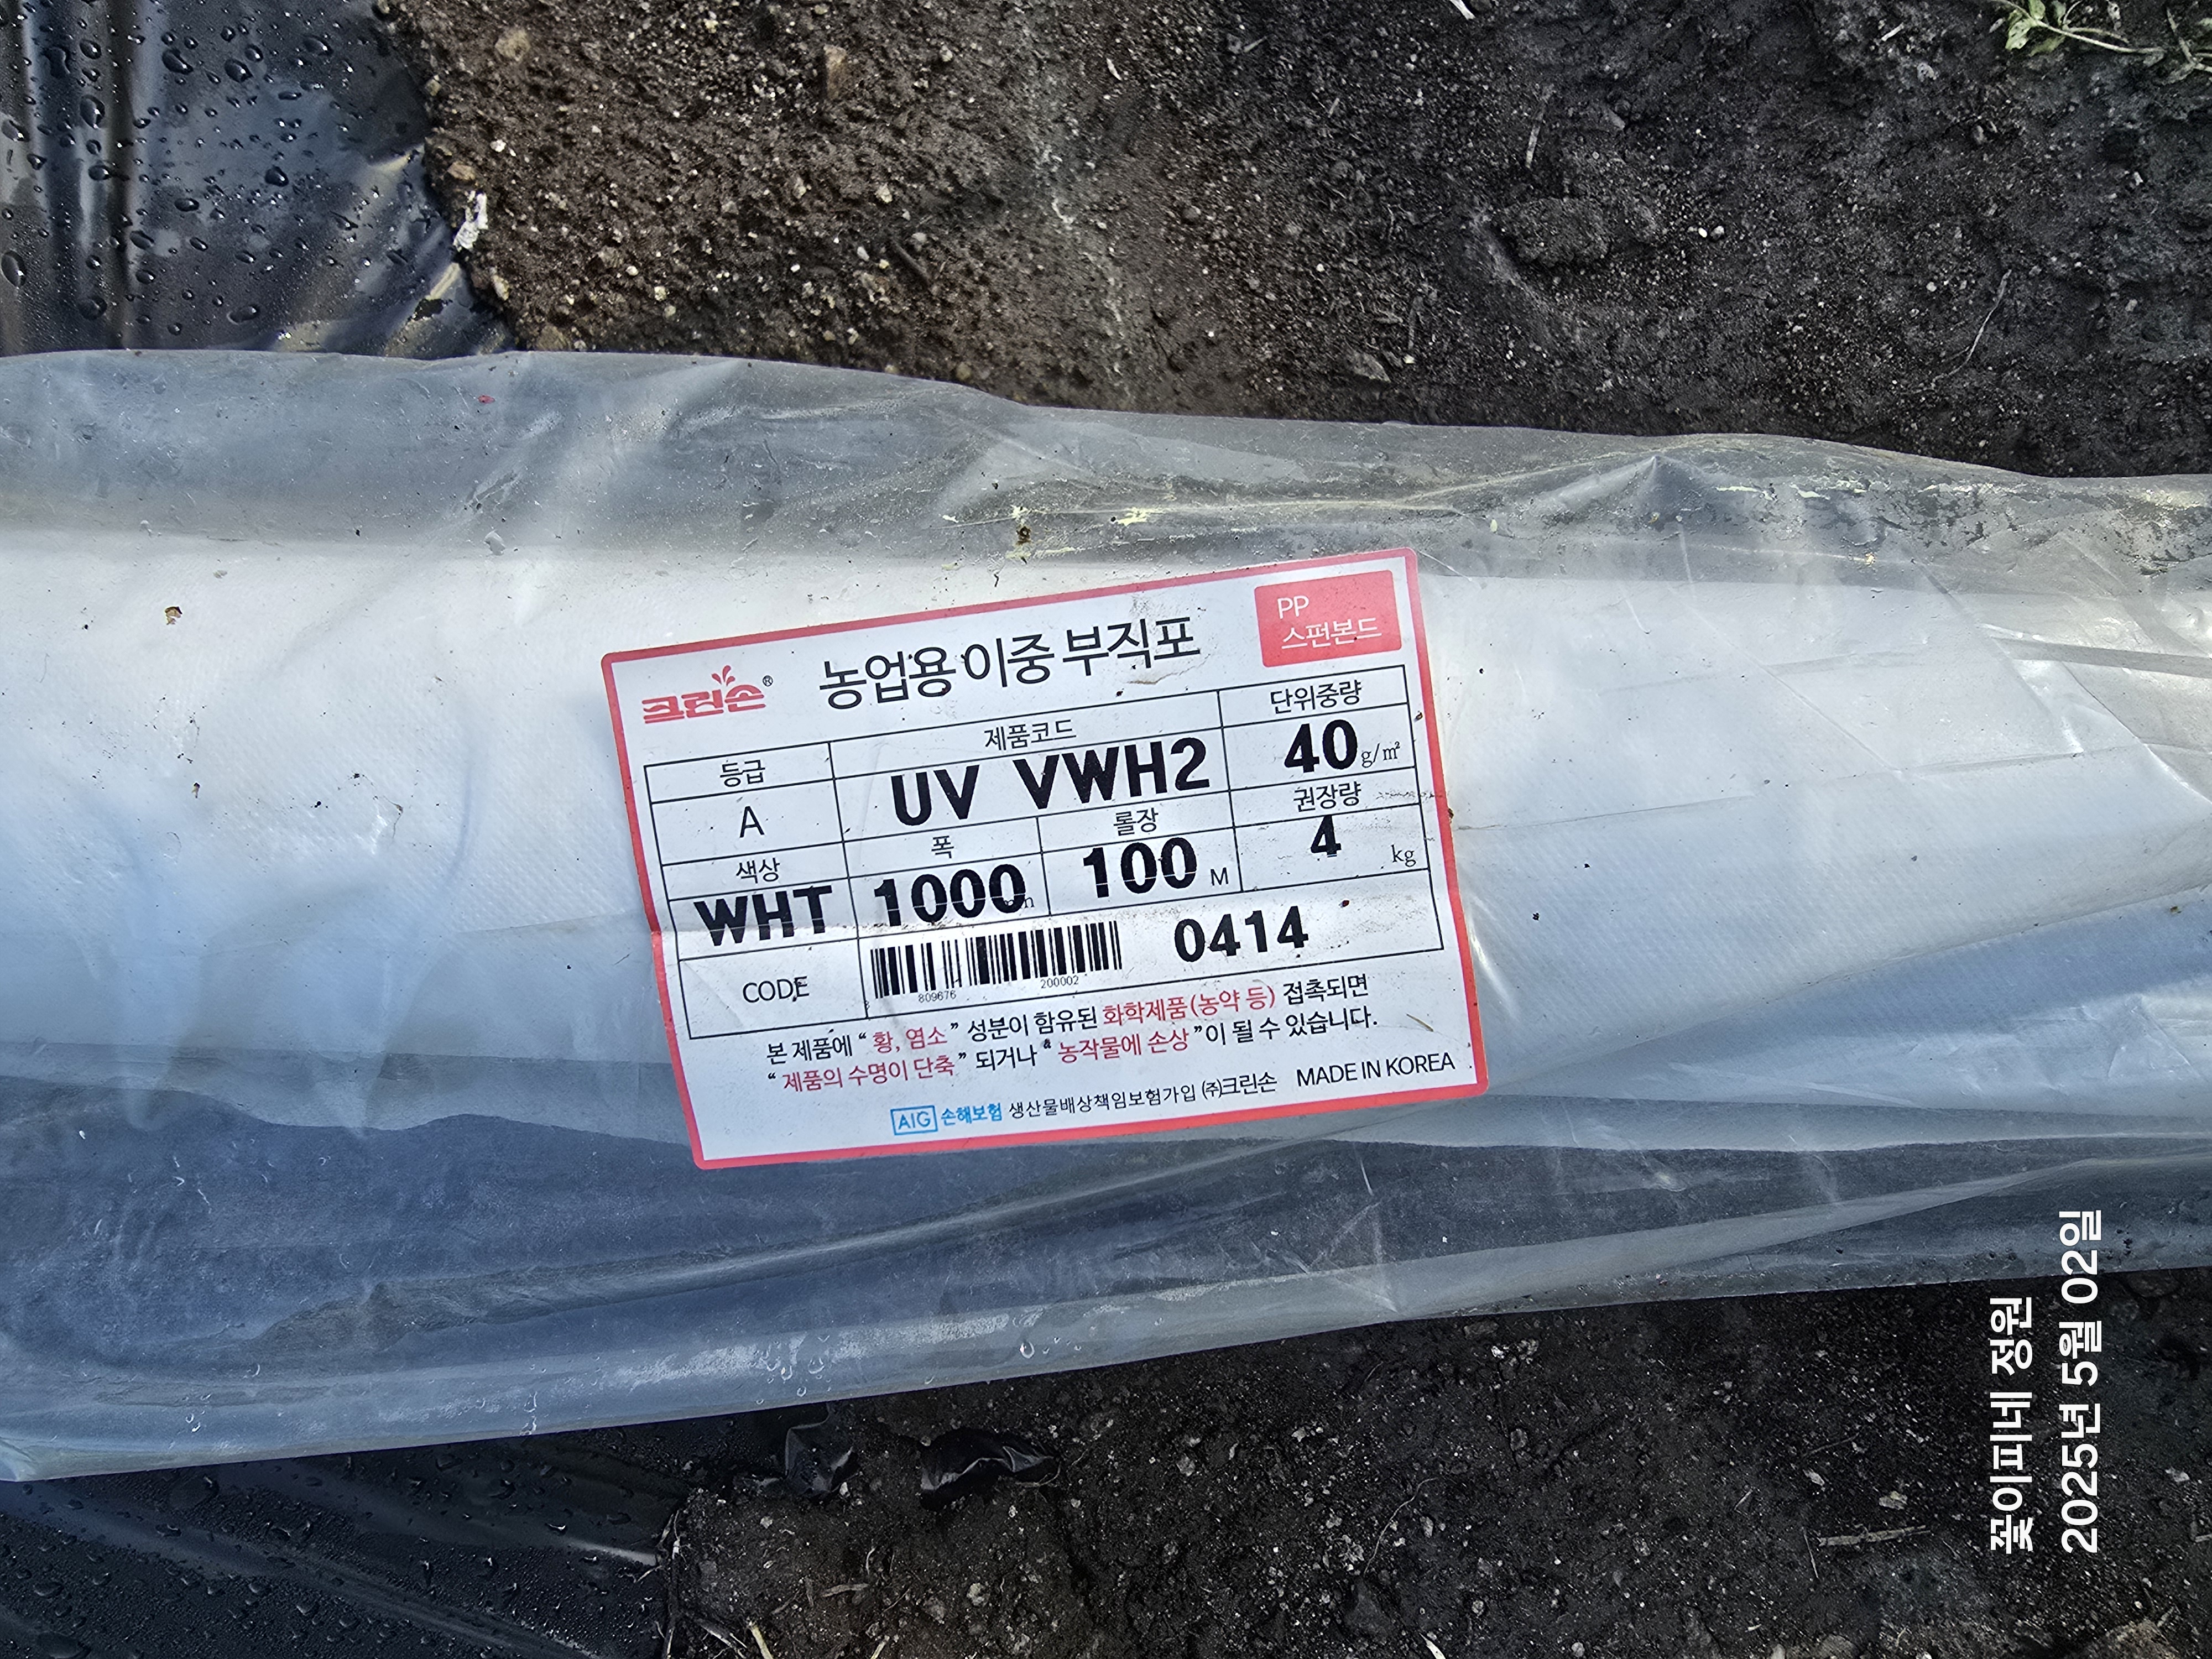 크린손®
농업용 이중 부직포
PP
스펀본드
등급
제품코드
단위중량
A
UV VWH2
40 g/㎡
색상
폭
롤장
권장량
WHT
1000
100 M
4 kg
CODE
809676
200002
0414
본 제품에 “ 황, 염소 ” 성분이 함유된 화학제품(농약 등) 접촉되면
“ 제품의 수명이 단축 ” 되거나 “ 농작물에 손상 ” 이 될 수 있습니다.
AIG 손해보험 생산물배상책임보험가입 ㈜크린손 MADE IN KOREA
꽃이피네 정원
2025년 5월 02일